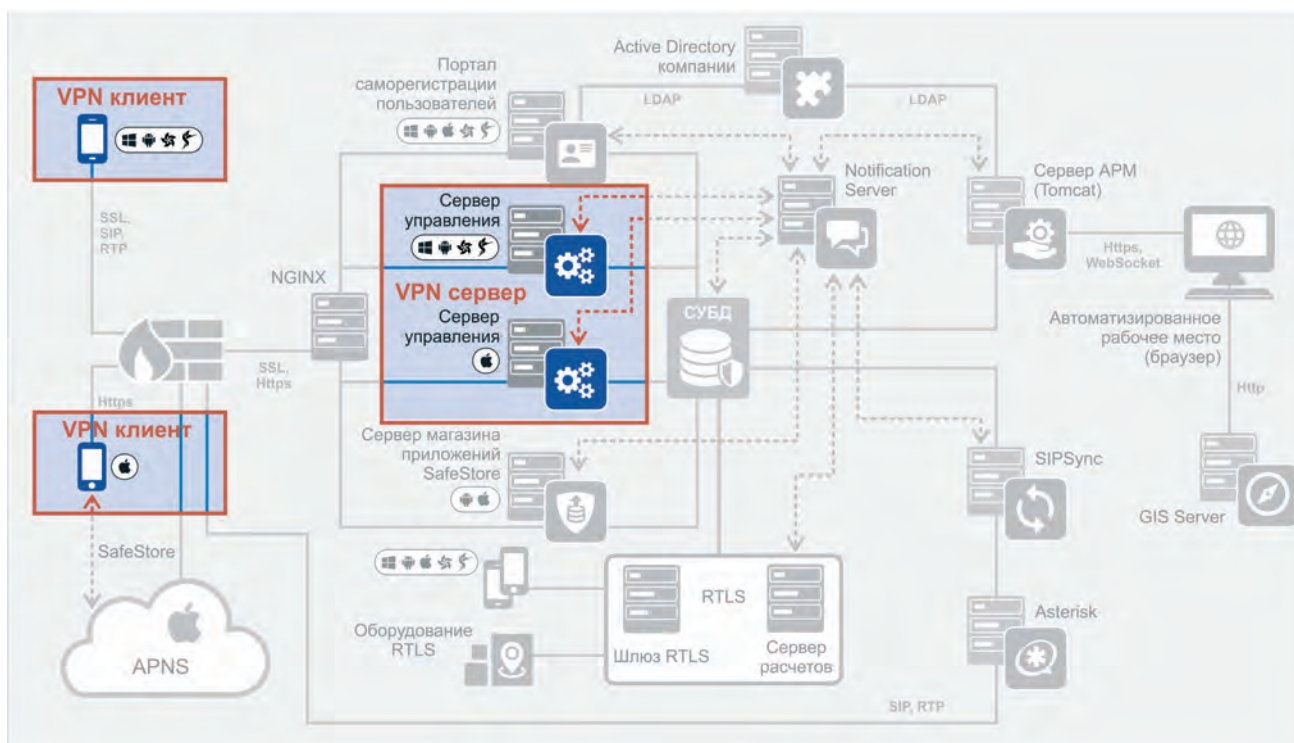 Active Directory
компании
Портал
саморегистрации
пользователей
LDAP
LDAP
VPN клиент
SSL,
SIP,
RTP
Notification
Server
Сервер АРМ
(Tomcat)
Https,
WebSocket
Сервер
управления
NGINX
VPN сервер
Сервер
управления
СУБД
Автоматизированное
рабочее место
(браузер)
SSL,
Https
Https
Http
VPN клиент
Сервер магазина
приложений
SafeStore
SIPSync
GIS Server
SafeStore
APNS
RTLS
Шлюз RTLS
Сервер
расчетов
Оборудование
RTLS
Asterisk
SIP, RTP